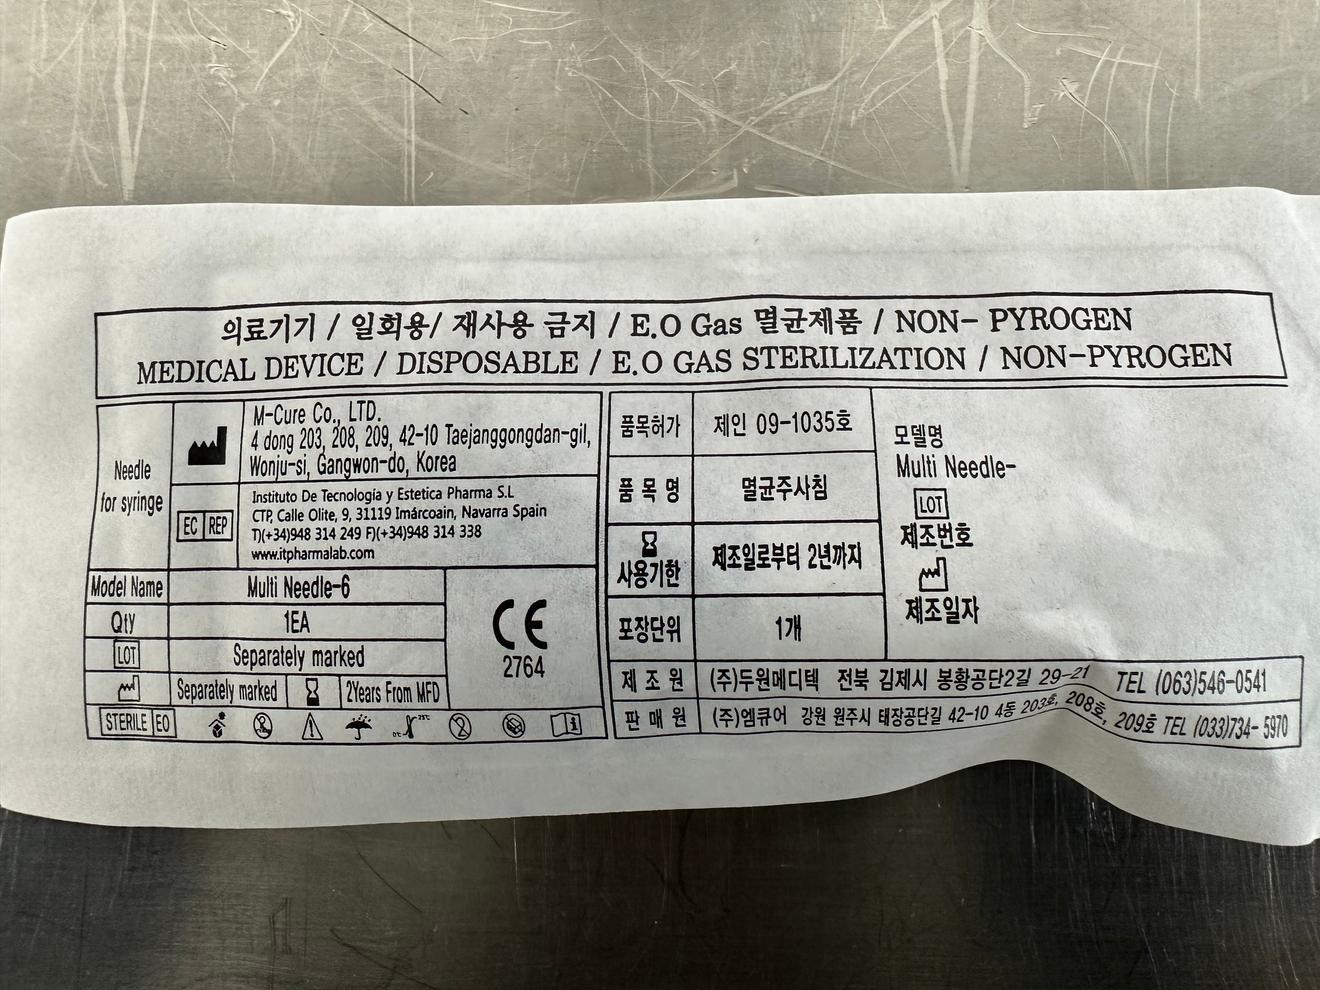 의료기기 / 일회용/ 재사용 금지 / E.O Gas 멸균제품 / NON- PYROGEN
MEDICAL DEVICE / DISPOSABLE / E.O GAS STERILIZATION / NON-PYROGEN
Needle
for syringe
M-Cure Co., LTD.
4 dong 203, 208, 209, 42-10 Taejanggongdan-gil,
Wonju-si, Gangwon-do, Korea
EC REP
Instituto De Tecnología y Estetica Pharma S.L
CTP, Calle Olite, 9, 31119 Imárcoain, Navarra Spain
T)(+34)948 314 249 F)(+34)948 314 338
www.itpharmalab.com
Model Name Multi Needle-6
Qty 1EA
LOT Separately marked
Separately marked 2Years From MFD
CE
2764
STERILE EO 0℃ 25℃ 2 i
품목허가 제인 09-1035호
품 목 명 멸균주사침
사용기한 제조일로부터 2년까지
포장단위 1개
모델명
Multi Needle-
LOT
제조번호
제조일자
제 조 원 (주)두원메디텍 전북 김제시 봉황공단2길 29-21 TEL (063)546-0541
판 매 원 (주)엠큐어 강원 원주시 태장공단길 42-10 4동 203호, 208호, 209호 TEL (033)734- 5970